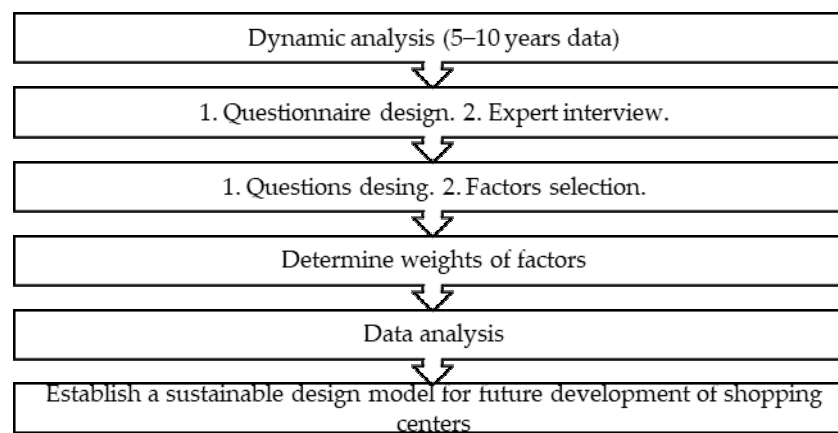 Dynamic analysis (5–10 years data)
1. Questionnaire design. 2. Expert interview.
1. Questions desing. 2. Factors selection.
Determine weights of factors
Data analysis
Establish a sustainable design model for future development of shopping
centers